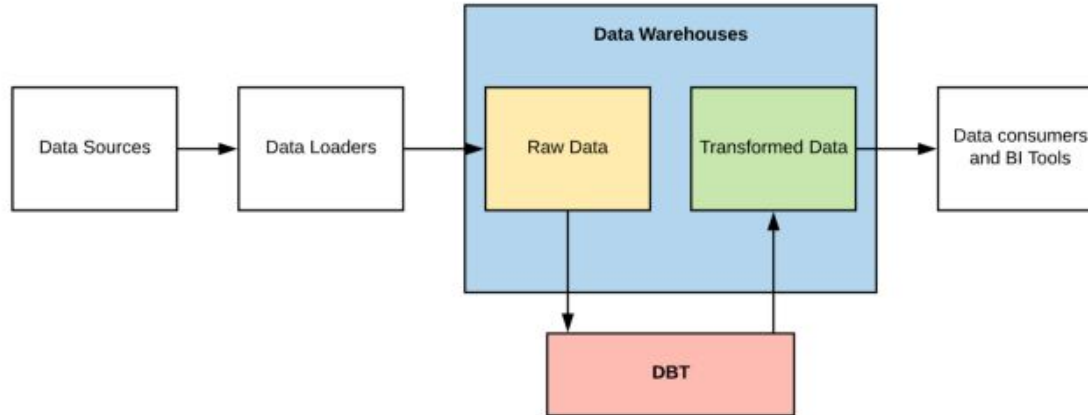 Data Warehouses
Data Sources
Data Loaders
Raw Data
Transformed Data
Data consumers
and BI Tools
DBT